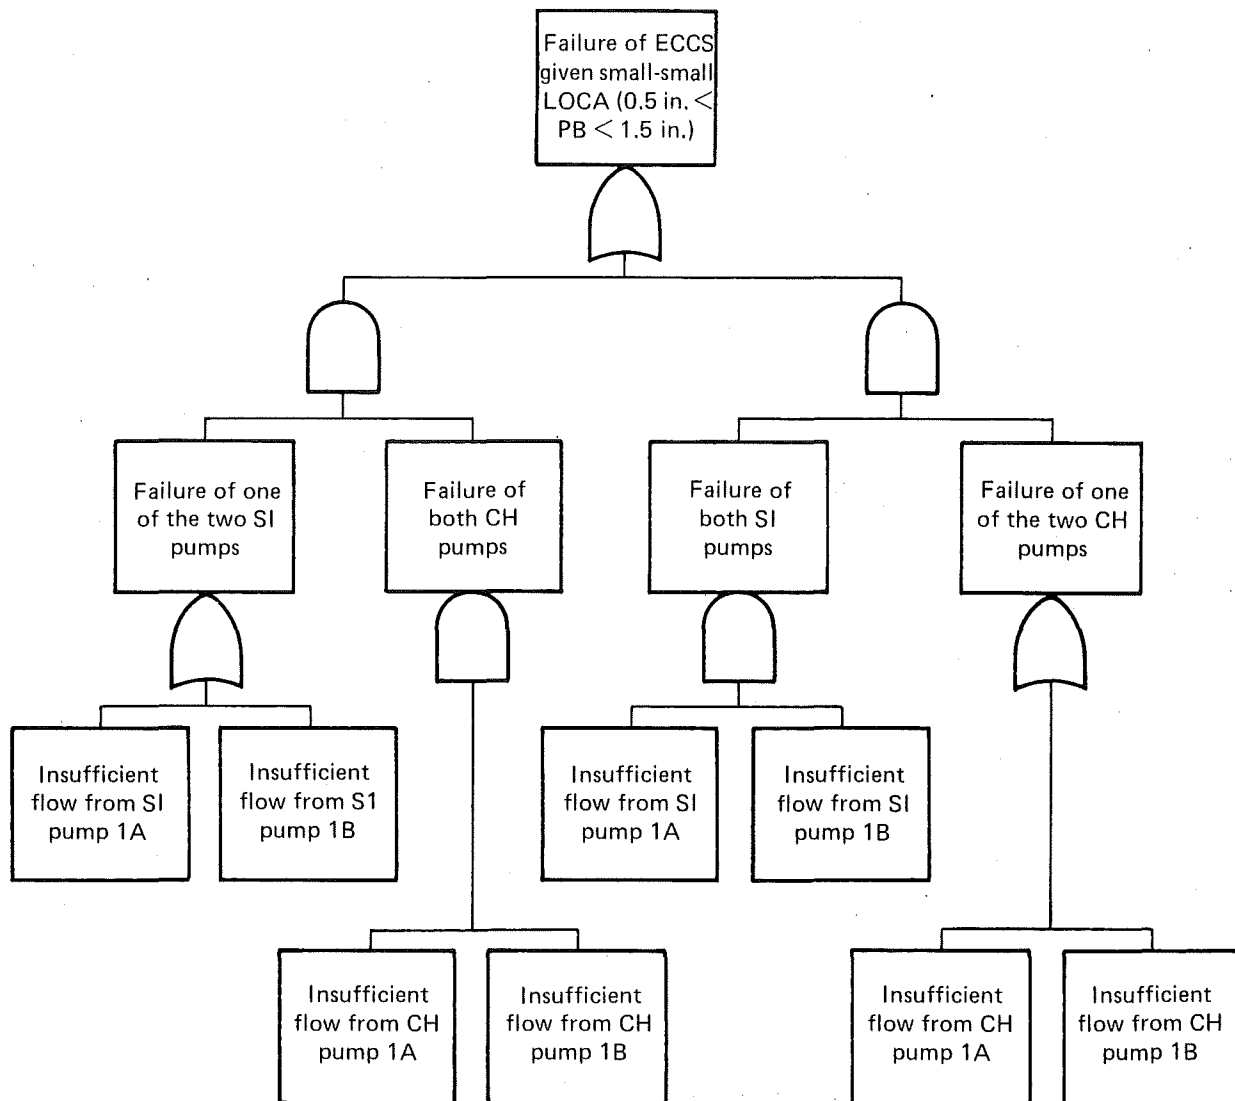 Failure of ECCS
given small-small
LOCA (0.5 in. <
PB < 1.5 in.)
Failure of one
of the two SI
pumps
Failure of
both CH
pumps
Failure of
both SI
pumps
Failure of one
of the two CH
pumps
Insufficient
flow from SI
pump 1A
Insufficient
flow from S1
pump 1B
Insufficient
flow from SI
pump 1A
Insufficient
flow from SI
pump 1B
Insufficient
flow from CH
pump 1A
Insufficient
flow from CH
pump 1B
Insufficient
flow from CH
pump 1A
Insufficient
flow from CH
pump 1B